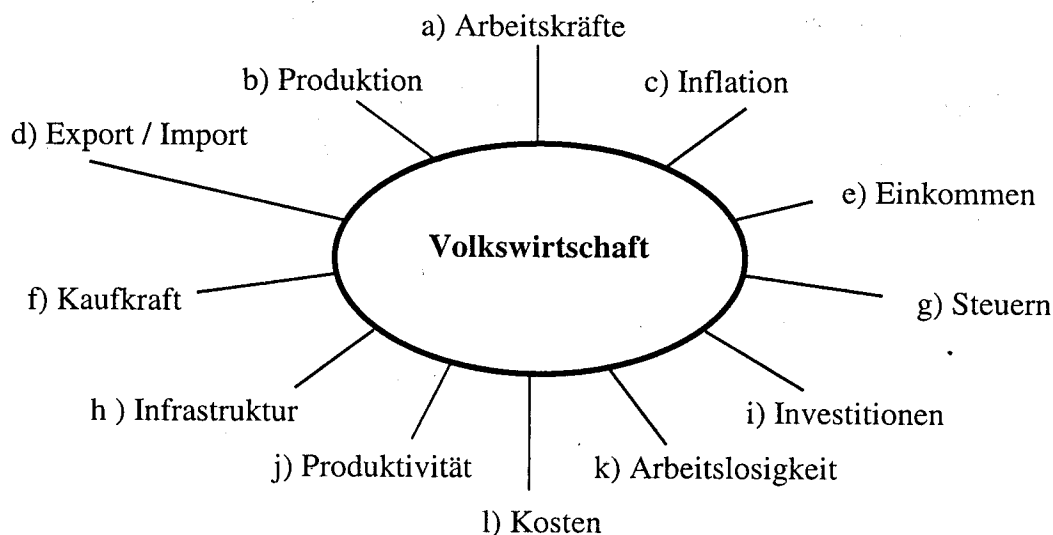 a) Arbeitskräfte
b) Produktion
c) Inflation
d) Export / Import
e) Einkommen
Volkswirtschaft
f) Kaufkraft
g) Steuern
h ) Infrastruktur
i) Investitionen
j) Produktivität
k) Arbeitslosigkeit
l) Kosten